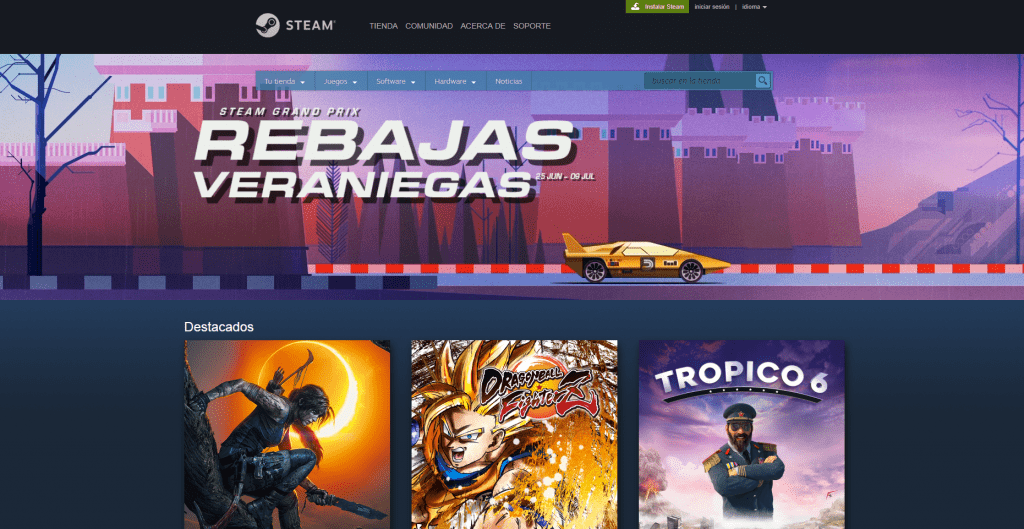 Instalar Steam | iniciar sesión | idioma
STEAM®
TIENDA COMUNIDAD ACERCA DE SOPORTE
Tu tienda Juegos Software Hardware Noticias buscar en la tienda
STEAM GRAND PRIX
REBAJAS
VERANIEGAS 25 JUN - 09 JUL
Destacados
DRAGONBALL
FighterZ
TROPICO 6